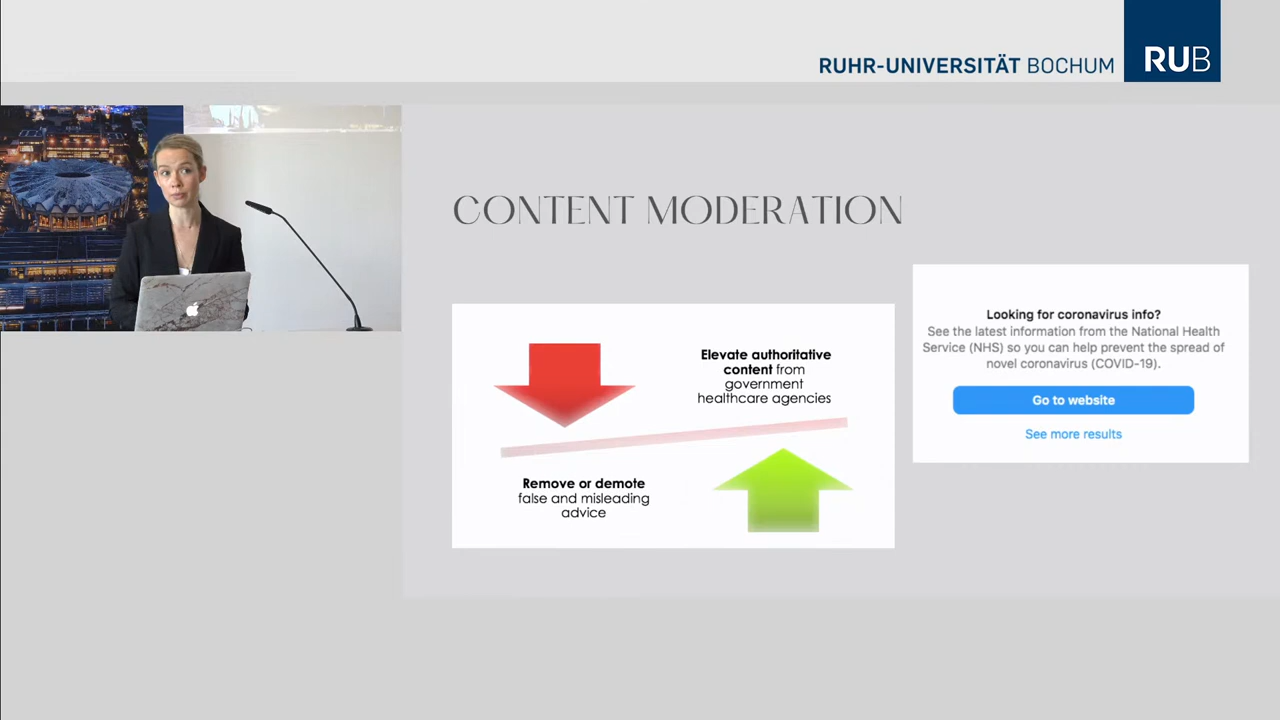 RUHR-UNIVERSITÄT BOCHUM
RUB
CONTENT MODERATION
Elevate authoritative
content from
government
healthcare agencies
Remove or demote
false and misleading
advice
Looking for coronavirus info?
See the latest information from the National Health
Service (NHS) so you can help prevent the spread of
novel coronavirus (COVID-19).
Go to website
See more results